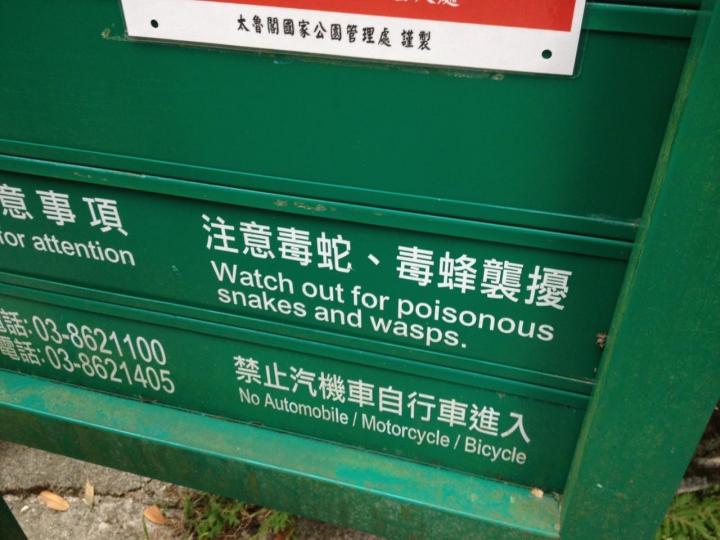 太魯閣國家公園管理處 謹製
意事項
for attention
注意毒蛇、毒蜂襲擾
Watch out for poisonous
snakes and wasps.
話: 03-8621100
電話: 03-8621405
禁止汽機車自行車進入
No Automobile / Motorcycle / Bicycle